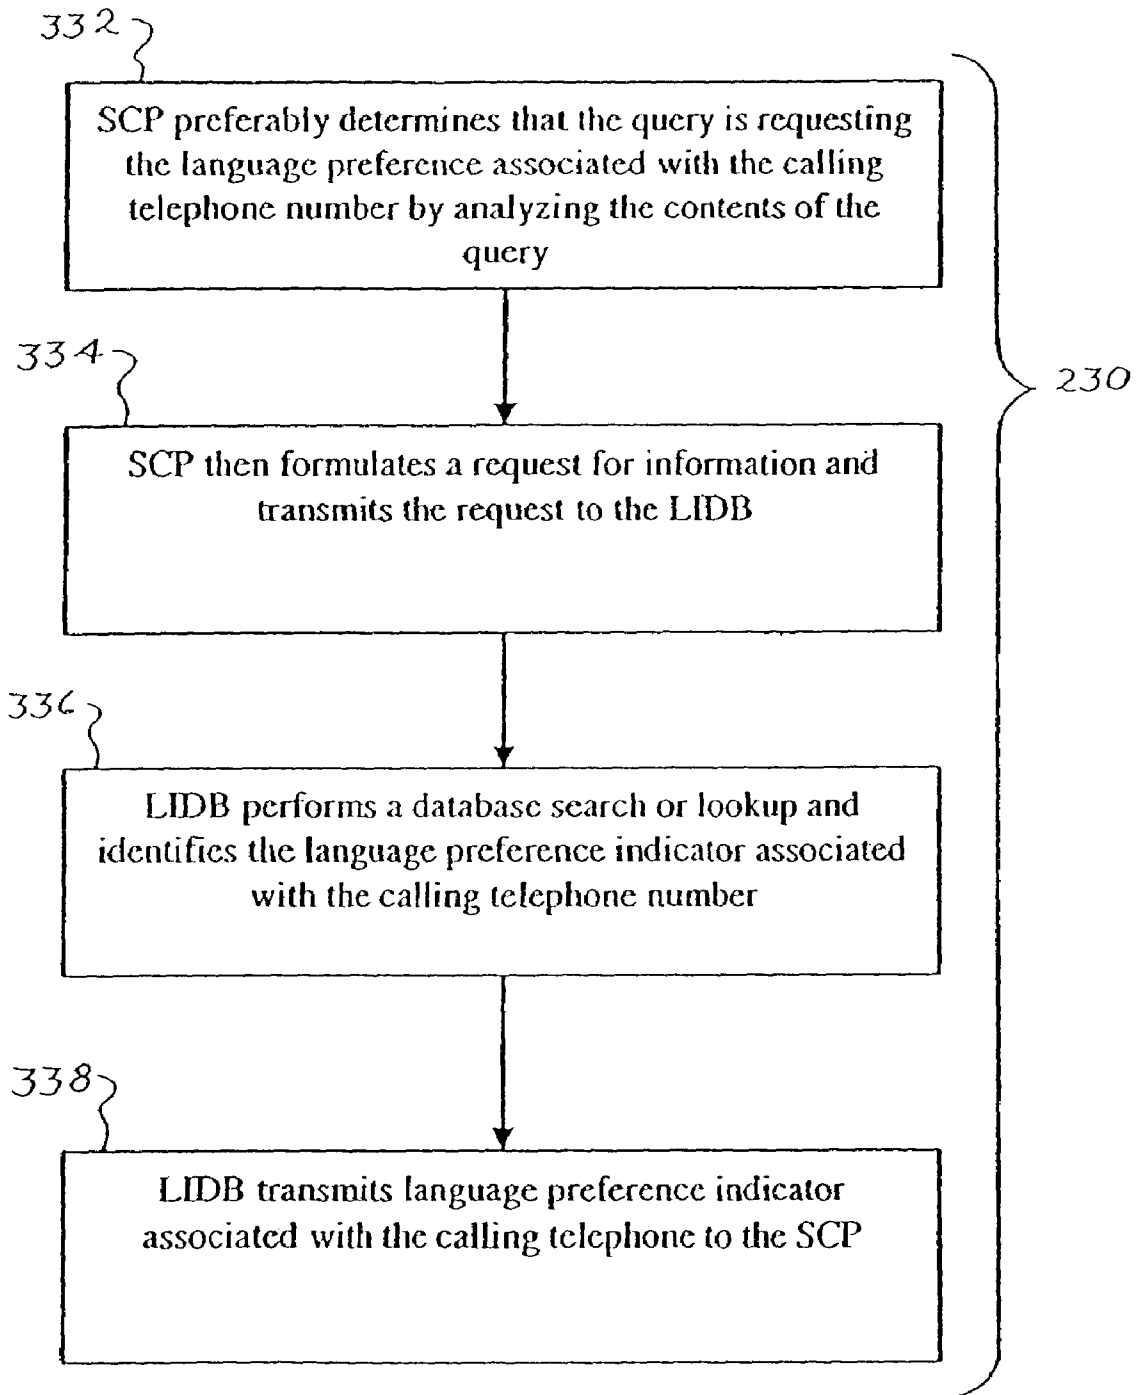 332
SCP preferably determines that the query is requesting
the language preference associated with the calling
telephone number by analyzing the contents of the
query
334
230
SCP then formulates a request for information and
transmits the request to the LIDB
336
LIDB performs a database search or lookup and
identifies the language preference indicator associated
with the calling telephone number
338
LIDB transmits language preference indicator
associated with the calling telephone to the SCP